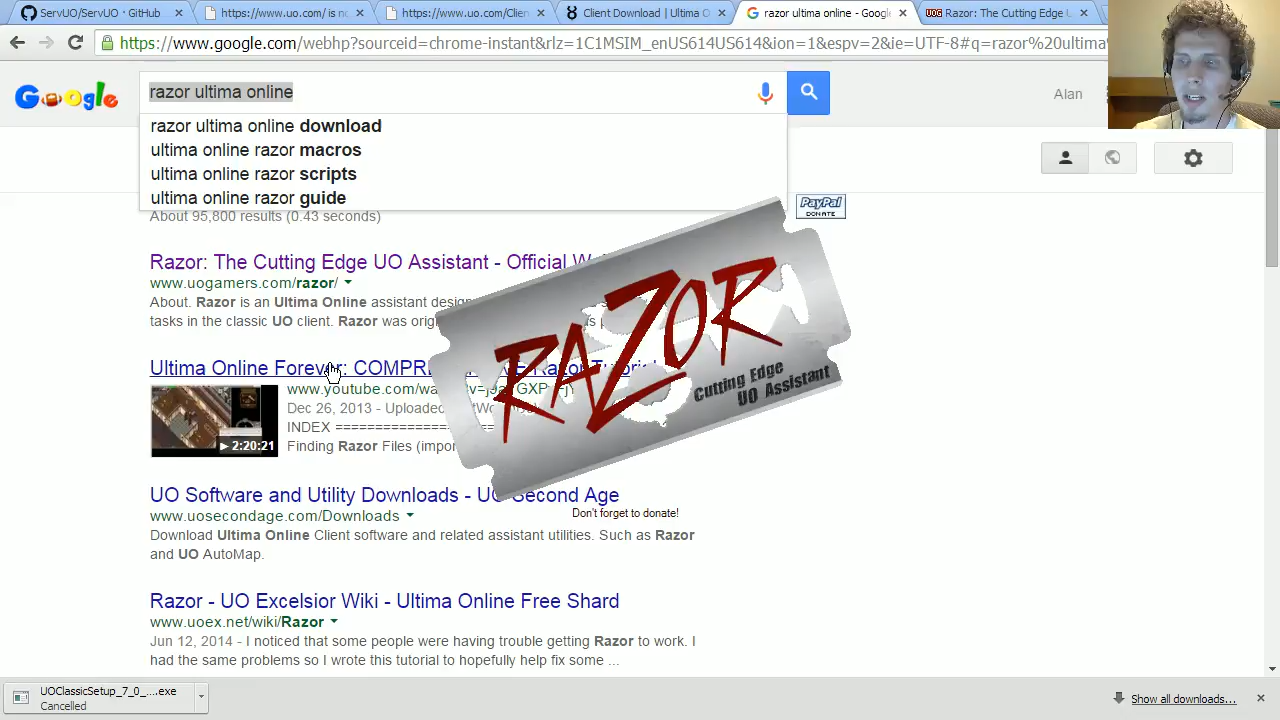 ServUO/ServUO · GitHub
https://www.uo.com/ is n
https://www.uo.com/Clien
Client Download | Ultima O
razor ultima online - Goog
Razor: The Cutting Edge U
https://www.google.com/webhp?sourceid=chrome-instant&rlz=1C1MSIM_enUS614US614&ion=1&espv=2&ie=UTF-8#q=razor%20ultima
Google
razor ultima online
Alan
razor ultima online download
ultima online razor macros
ultima online razor scripts
ultima online razor guide
About 95,800 results (0.43 seconds)
PayPal
DONATE
Razor: The Cutting Edge UO Assistant - Official W
www.uogamers.com/razor/
About. Razor is an Ultima Online assistant desig
tasks in the classic UO client. Razor was orig
RAZOR
Cutting Edge
UO Assistant
Ultima Online Forever: COMPRE
www.youtube.com/wa
Dec 26, 2013 - Uploaded
INDEX ====================
Finding Razor Files (impo
2:20:21
UO Software and Utility Downloads - UO Second Age
www.uosecondage.com/Downloads
Don't forget to donate!
Download Ultima Online Client software and related assistant utilities. Such as Razor
and UO AutoMap.
Razor - UO Excelsior Wiki - Ultima Online Free Shard
www.uoex.net/wiki/Razor
Jun 12, 2014 - I noticed that some people were having trouble getting Razor to work. I
had the same problems so I wrote this tutorial to hopefully help fix some ...
UOClassicSetup_7_0_....exe
Cancelled
Show all downloads...